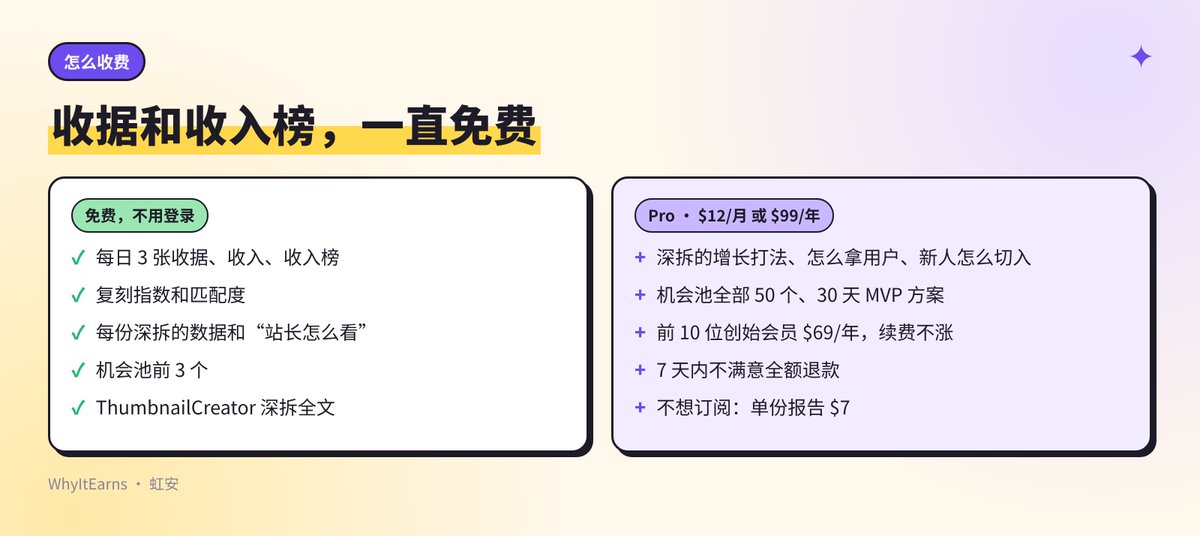 怎么收费
收据和收入榜，一直免费
免费，不用登录
✓ 每日 3 张收据、收入、收入榜
✓ 复刻指数和匹配度
✓ 每份深拆的数据和“站长怎么看”
✓ 机会池前 3 个
✓ ThumbnailCreator 深拆全文
Pro · $12/月 或 $99/年
+ 深拆的增长打法、怎么拿用户、新人怎么切入
+ 机会池全部 50 个、30 天 MVP 方案
+ 前 10 位创始会员 $69/年，续费不涨
+ 7 天内不满意全额退款
+ 不想订阅：单份报告 $7
WhyItEarns · 虹安